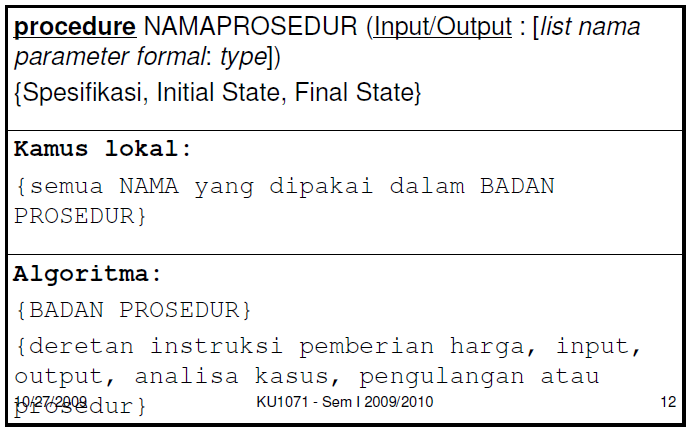 procedure NAMAPROSEDUR (Input/Output : [list nama
parameter formal: type])
{Spesifikasi, Initial State, Final State}
Kamus lokal:
{semua NAMA yang dipakai dalam BADAN
PROSEDUR}
Algoritma:
{BADAN PROSEDUR}
{deretan instruksi pemberian harga, input,
output, analisa kasus, pengulangan atau
prosedur}
10/27/2009 KU1071 - Sem I 2009/2010 12